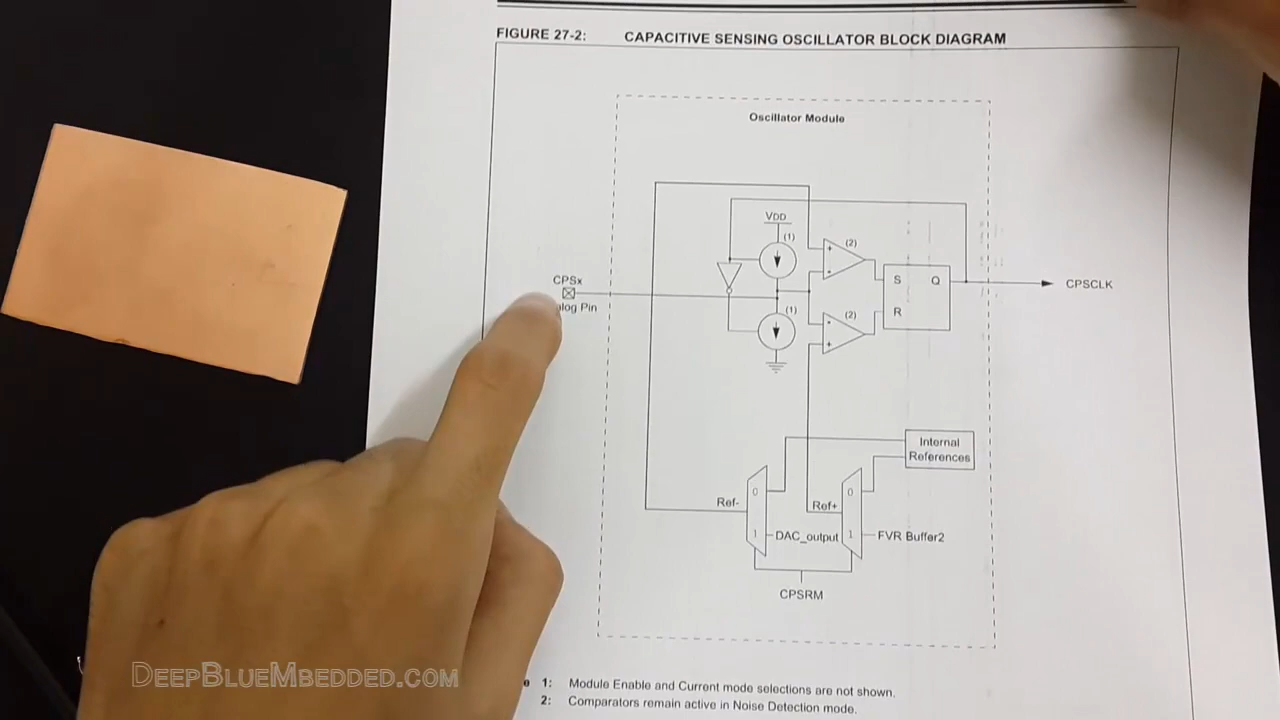 FIGURE 27-2: CAPACITIVE SENSING OSCILLATOR BLOCK DIAGRAM
Oscillator Module
VDD
(1)
(2)
+
-
S Q
R
CPSx
Pin
CPSCLK
(1)
(2)
-
+
Internal
References
0
0
Ref-
Ref+
1
DAC_output
1
FVR Buffer2
CPSRM
1: Module Enable and Current mode selections are not shown.
2: Comparators remain active in Noise Detection mode.
DEEPBLUEMBEDDED.COM